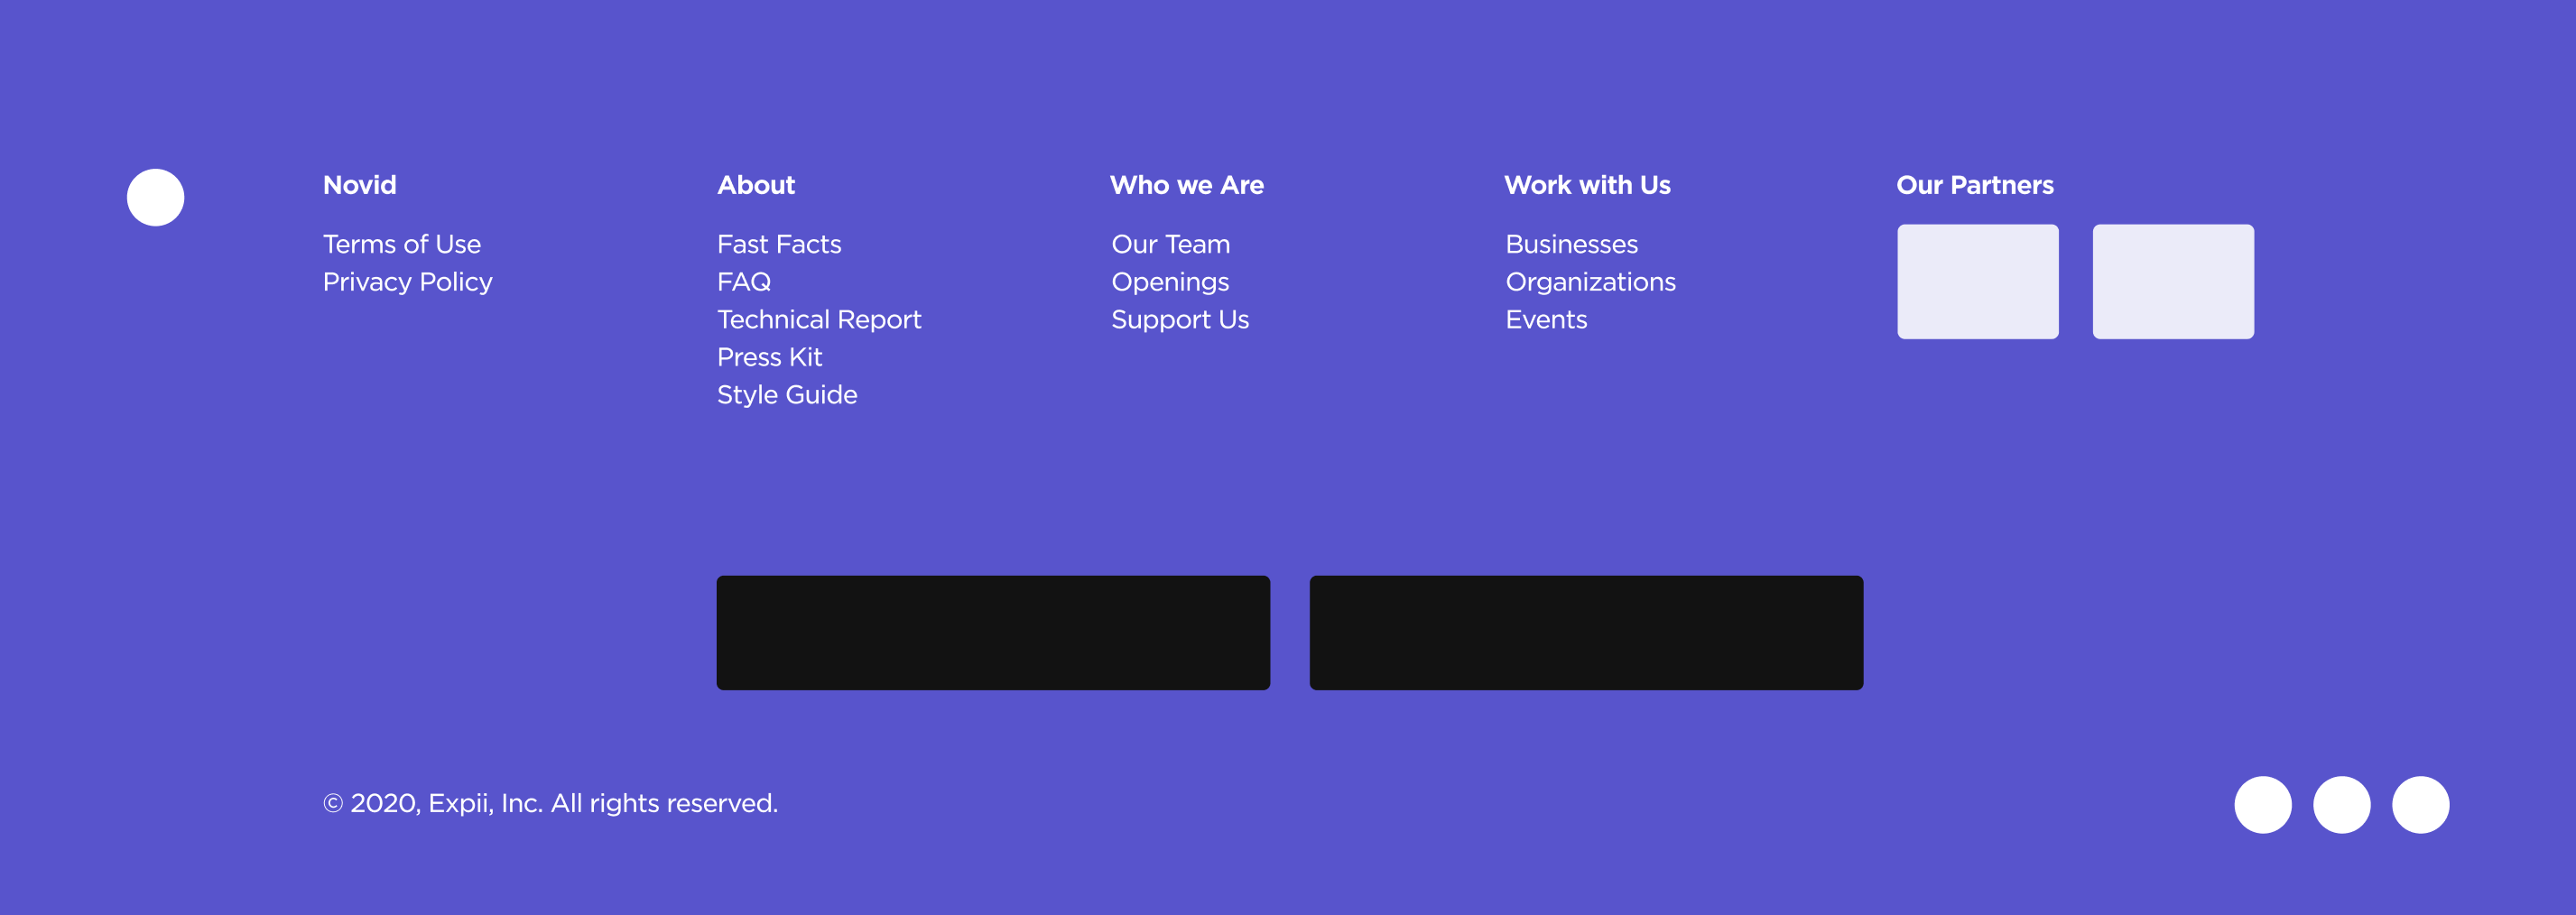 Novid
Terms of Use
Privacy Policy
About
Fast Facts
FAQ
Technical Report
Press Kit
Style Guide
Who we Are
Our Team
Openings
Support Us
Work with Us
Businesses
Organizations
Events
Our Partners
© 2020, Expii, Inc. All rights reserved.